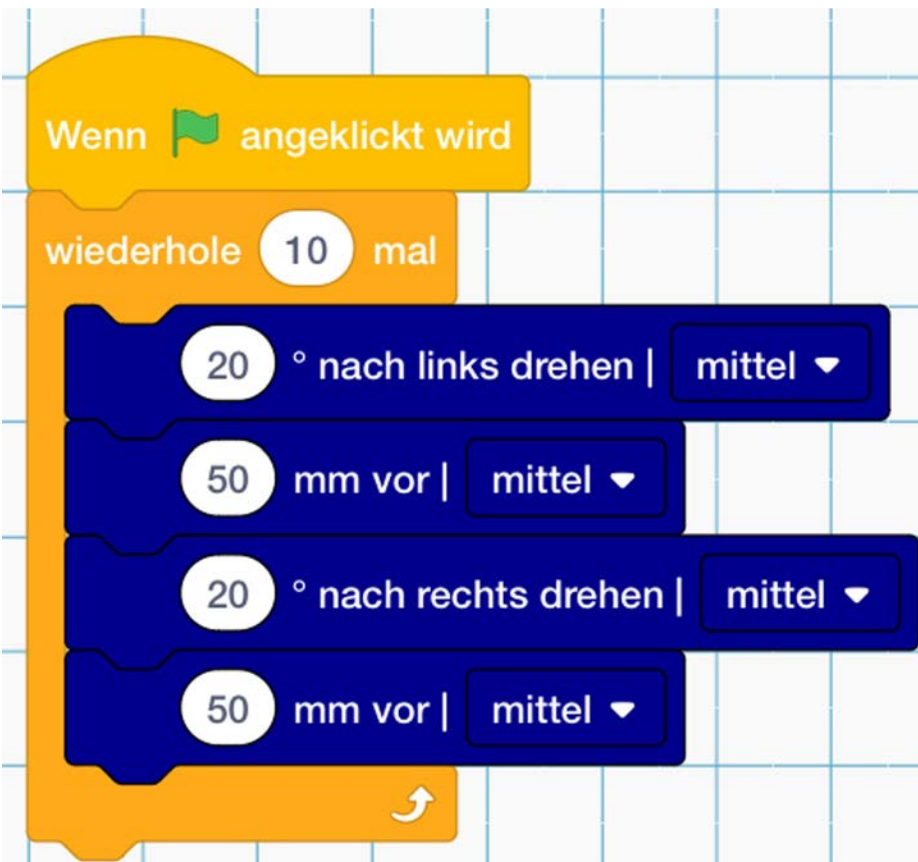 Wenn angeklickt wird
wiederhole 10 mal
20 ° nach links drehen | mittel
50 mm vor | mittel
20 ° nach rechts drehen | mittel
50 mm vor | mittel